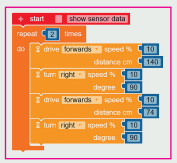 start show sensor data
repeat 2 times
do drive forwards speed % 10
distance cm 140
turn right speed % 10
degree 90
drive forwards speed % 10
distance cm 74
turn right speed % 10
degree 90